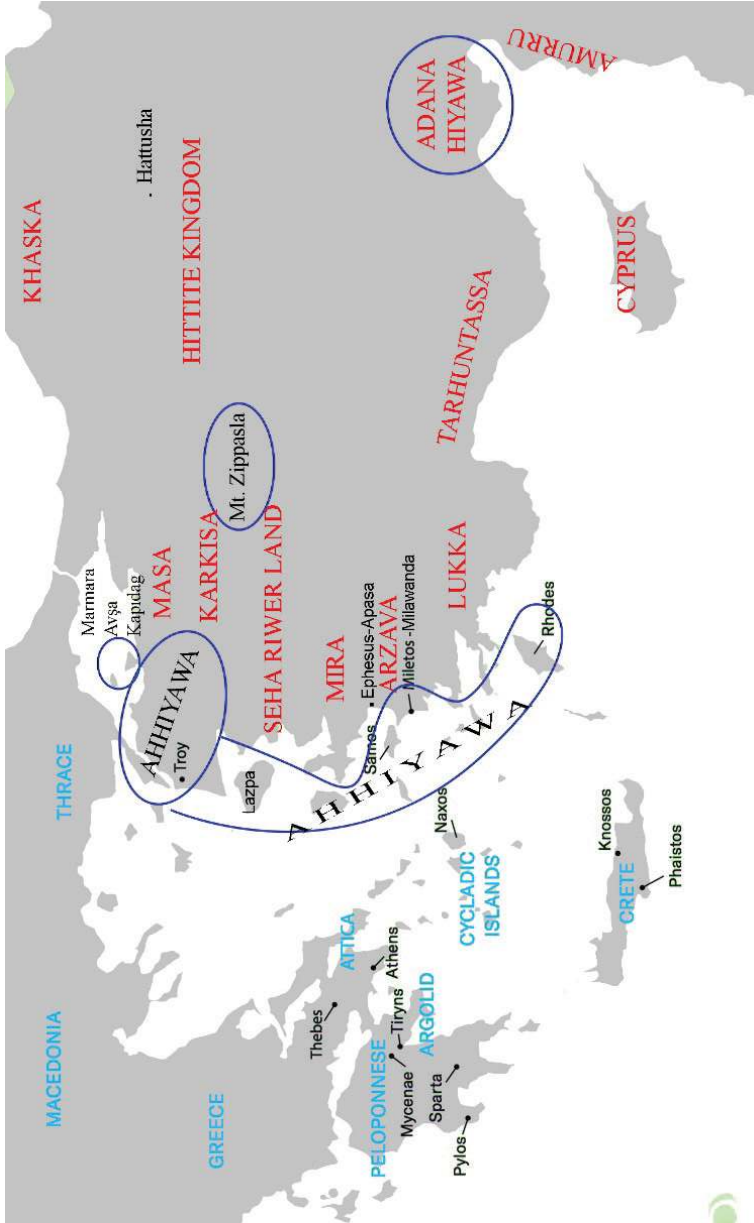 MACEDONIA
THRACE
KHASKA
GREECE
Marmara
Avşa
Kapıdag
MASA
AHHIYAWA
Troy
KARKISA
HITTITE KINGDOM
Hattusha
Mt. Zippasla
Lazpa
SEHA RIWER LAND
MIRA
Ephesus-Apasa
ARZAVA
Milletos-Milawanda
Samos
AHHIYAWA
LUKKA
Rhodes
TARHUNTASSA
ADANA
HIYAWA
AMURRU
CYPRUS
Thebes
ATTICA
Athens
PELOPONNESE
Mycenae
Tiryns
ARGOLID
Sparta
Pylos
Naxos
CYCLADIC
ISLANDS
Knossos
CRETE
Phaistos